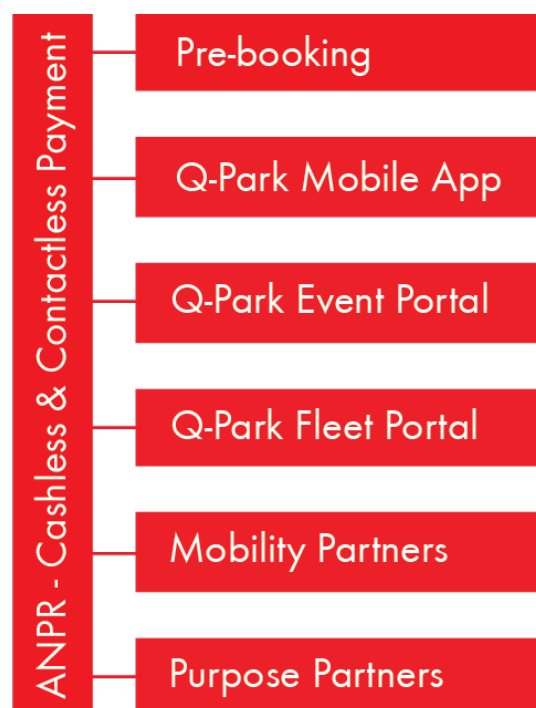 ANPR - Cashless & Contactless Payment
Pre-booking
Q-Park Mobile App
Q-Park Event Portal
Q-Park Fleet Portal
Mobility Partners
Purpose Partners